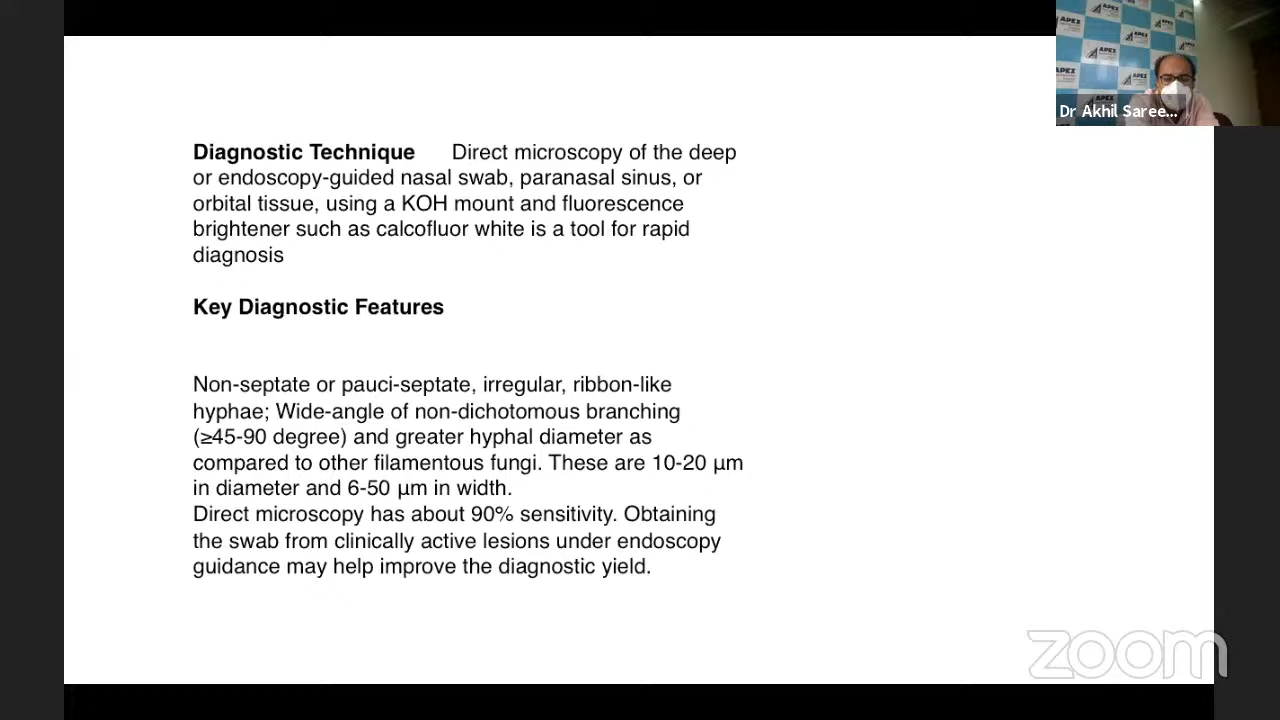 Diagnostic Technique Direct microscopy of the deep
or endoscopy-guided nasal swab, paranasal sinus, or
orbital tissue, using a KOH mount and fluorescence
brightener such as calcofluor white is a tool for rapid
diagnosis
Key Diagnostic Features
Non-septate or pauci-septate, irregular, ribbon-like
hyphae; Wide-angle of non-dichotomous branching
(≥45-90 degree) and greater hyphal diameter as
compared to other filamentous fungi. These are 10-20 μm
in diameter and 6-50 μm in width.
Direct microscopy has about 90% sensitivity. Obtaining
the swab from clinically active lesions under endoscopy
guidance may help improve the diagnostic yield.
APEX
Dr Akhil Saree...
zoom